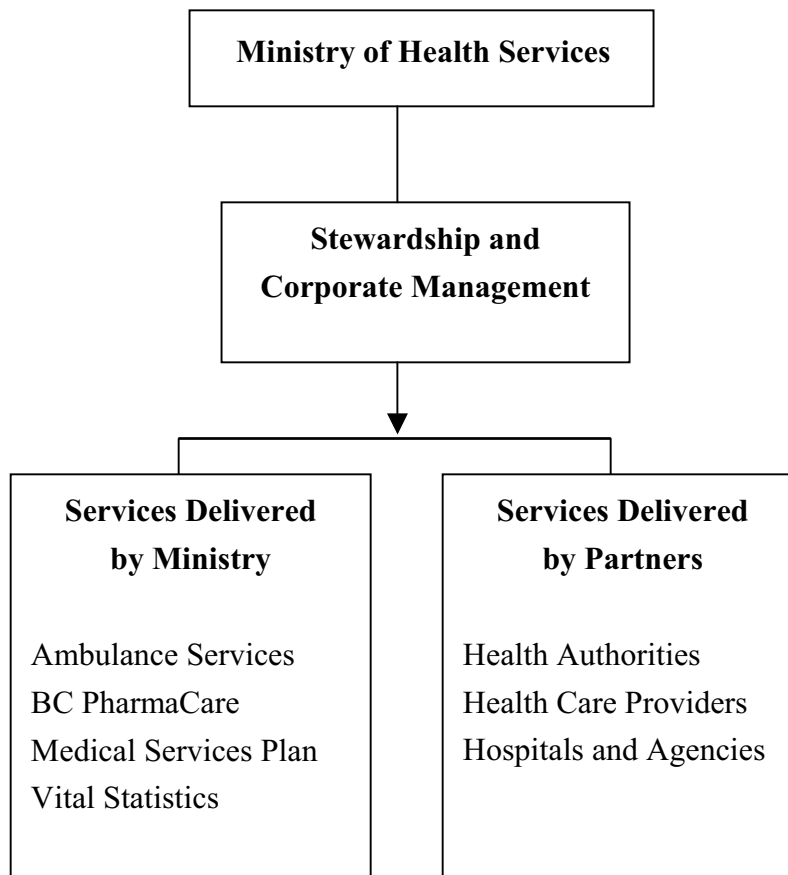 Ministry of Health Services
Stewardship and
Corporate Management
Services Delivered
by Ministry
Ambulance Services
BC PharmaCare
Medical Services Plan
Vital Statistics
Services Delivered
by Partners
Health Authorities
Health Care Providers
Hospitals and Agencies